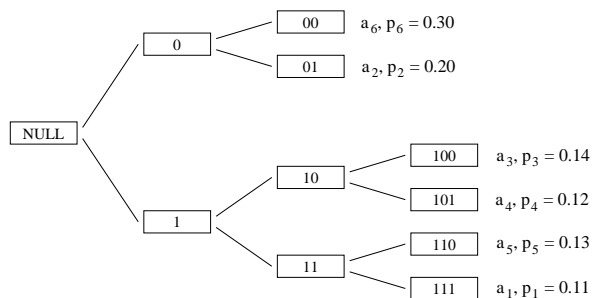 00 a6, p6 = 0.30
0
01 a2, p2 = 0.20
NULL
100 a3, p3 = 0.14
10
101 a4, p4 = 0.12
1
110 a5, p5 = 0.13
11
111 a1, p1 = 0.11